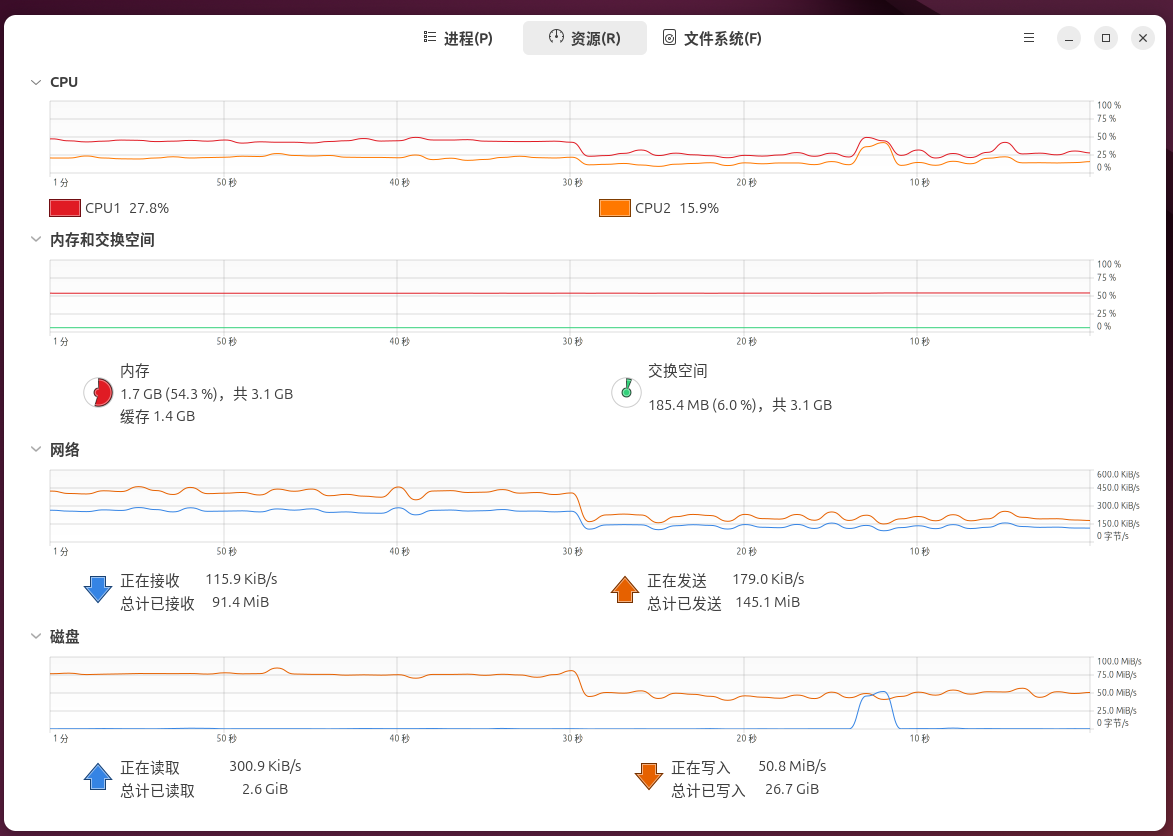 进程(P) 资源(R) 文件系统(F)
CPU
100 %
75 %
50 %
25 %
0 %
1 分 50 秒 40 秒 30 秒 20 秒 10 秒
CPU1 27.8% CPU2 15.9%
内存和交换空间
100 %
75 %
50 %
25 %
0 %
1 分 50 秒 40 秒 30 秒 20 秒 10 秒
内存
1.7 GB (54.3 %)，共 3.1 GB
缓存 1.4 GB
交换空间
185.4 MB (6.0 %)，共 3.1 GB
网络
600.0 KiB/s
450.0 KiB/s
300.0 KiB/s
150.0 KiB/s
0 字节/s
1 分 50 秒 40 秒 30 秒 20 秒 10 秒
正在接收 115.9 KiB/s
总计已接收 91.4 MiB
正在发送 179.0 KiB/s
总计已发送 145.1 MiB
磁盘
100.0 MiB/s
75.0 MiB/s
50.0 MiB/s
25.0 MiB/s
0 字节/s
1 分 50 秒 40 秒 30 秒 20 秒 10 秒
正在读取 300.9 KiB/s
总计已读取 2.6 GiB
正在写入 50.8 MiB/s
总计已写入 26.7 GiB